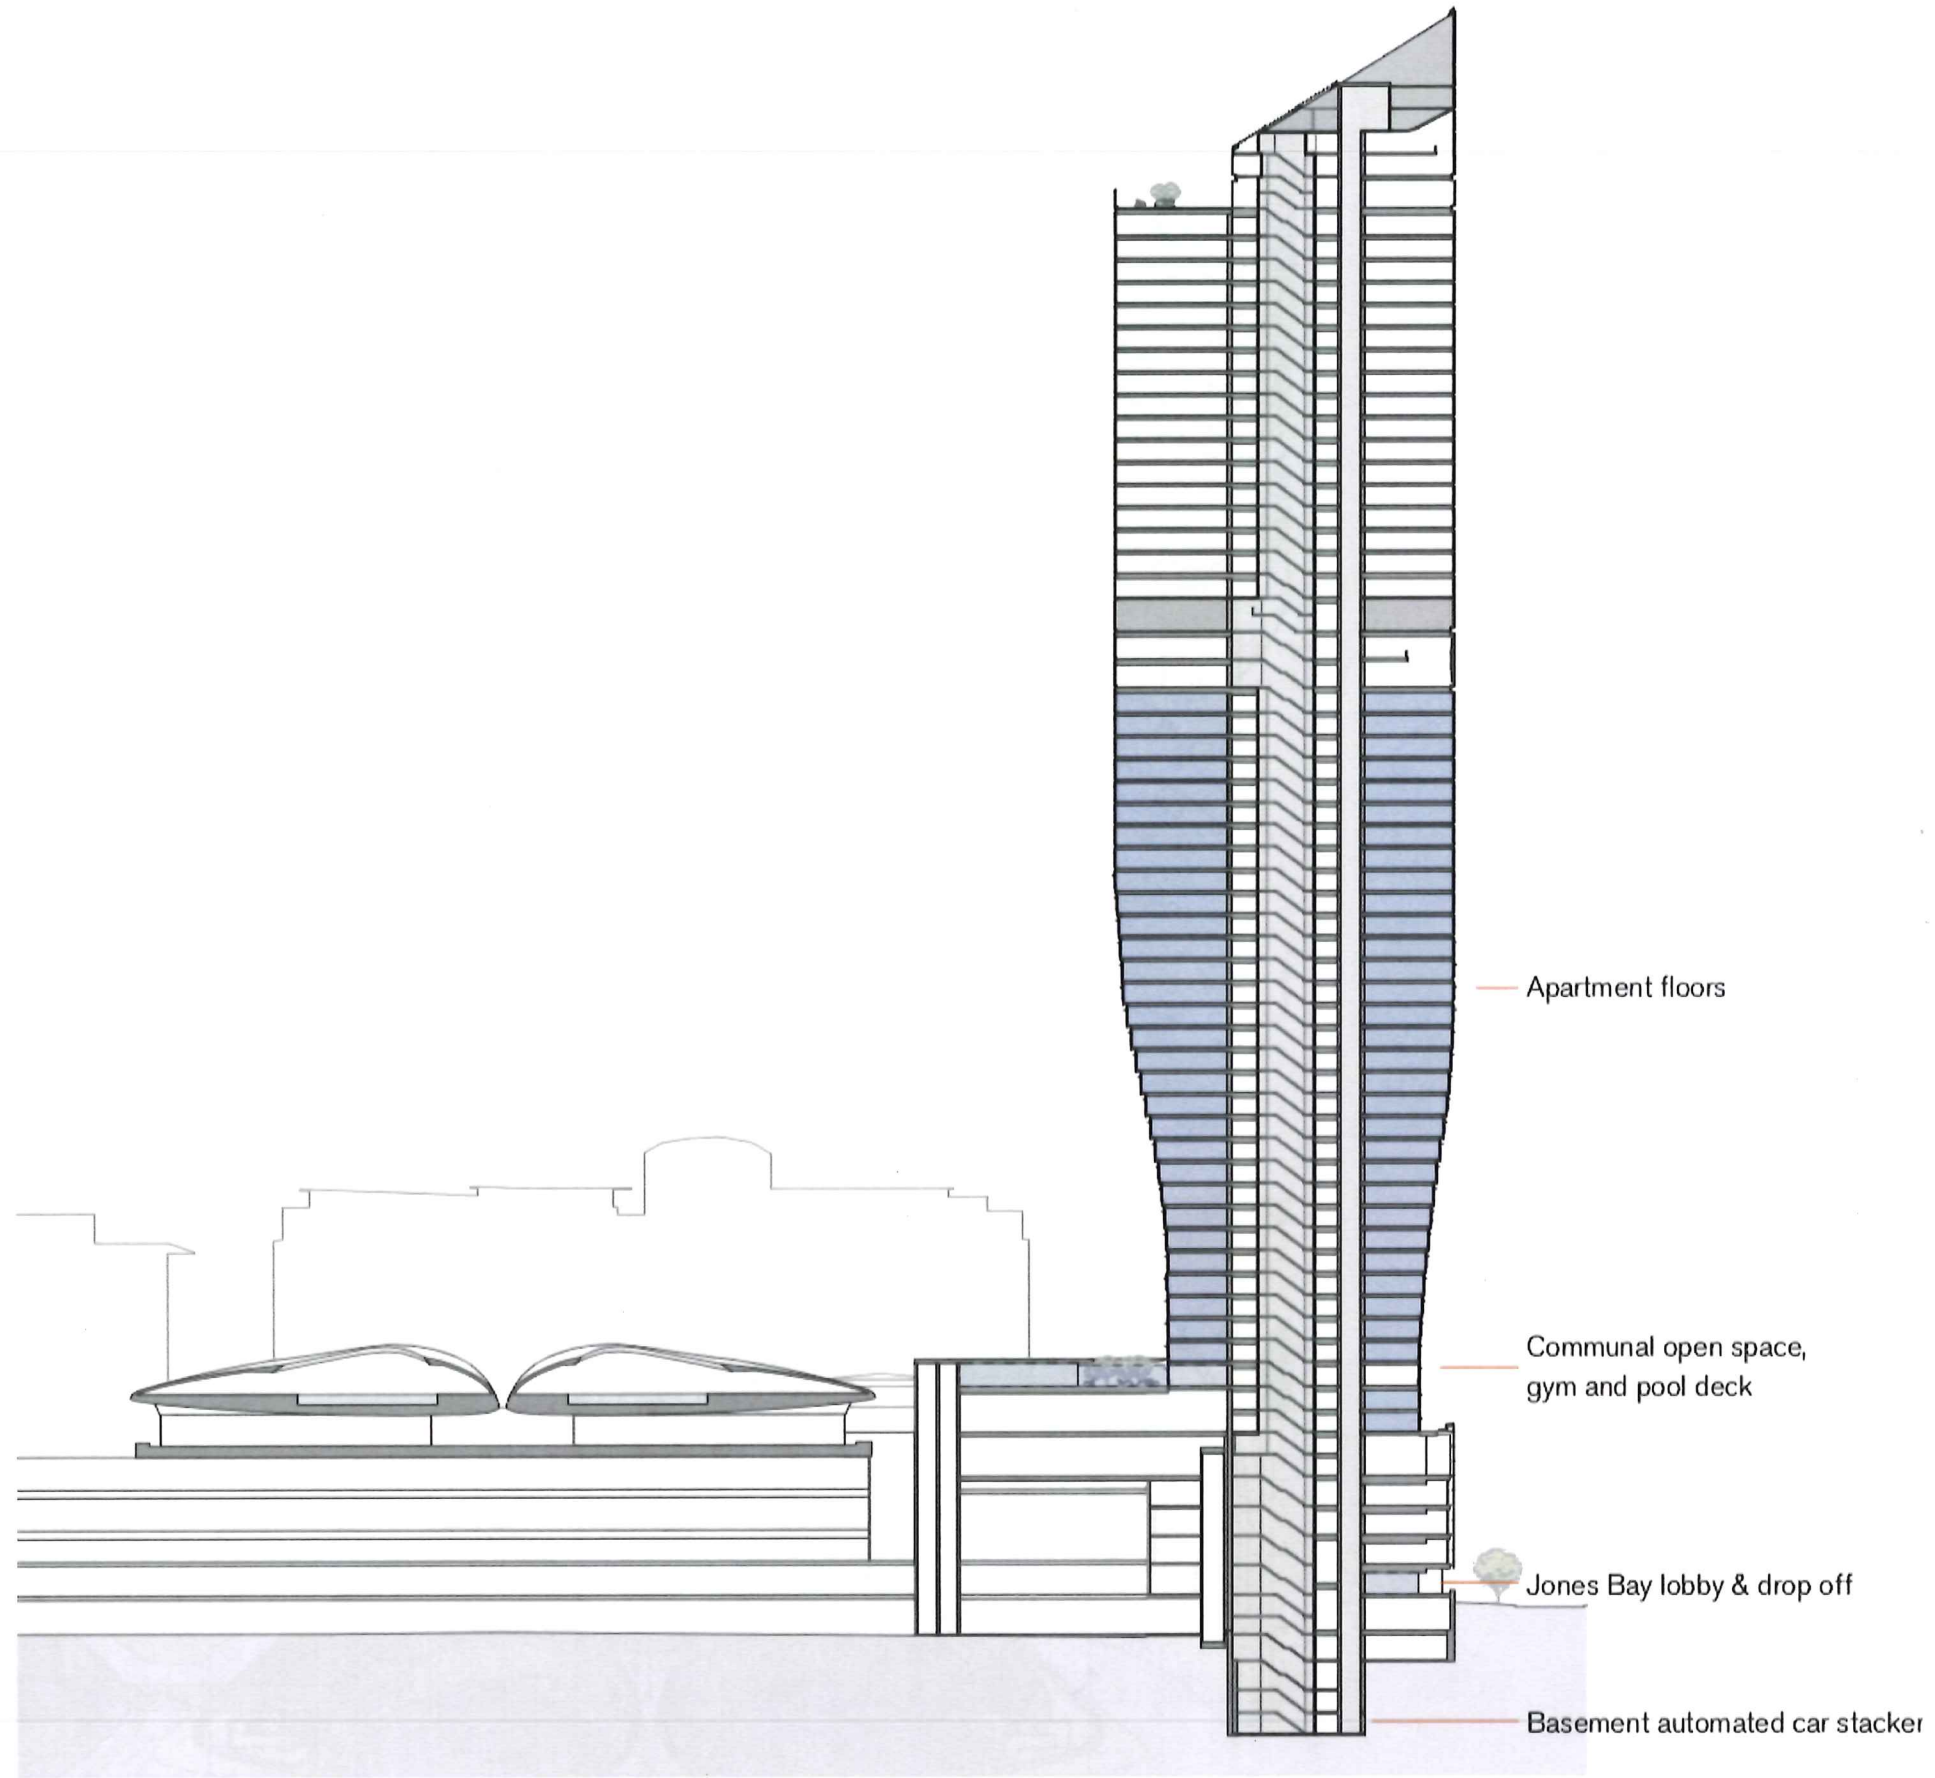 Apartment floors
Communal open space,
gym and pool deck
Jones Bay lobby & drop off
Basement automated car stacker